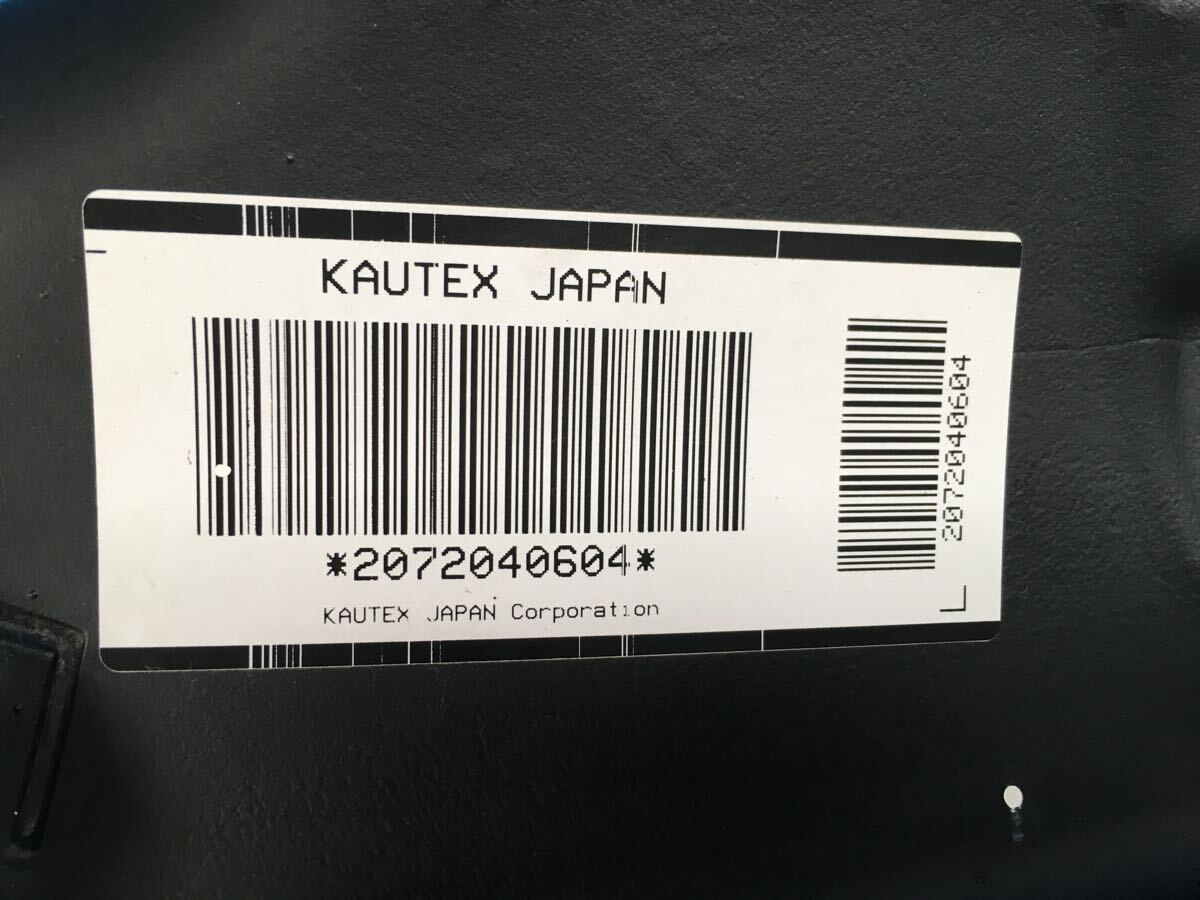 KAUTEX JAPAN
*2072040604*
KAUTEX JAPAN Corporation
2072040604
L